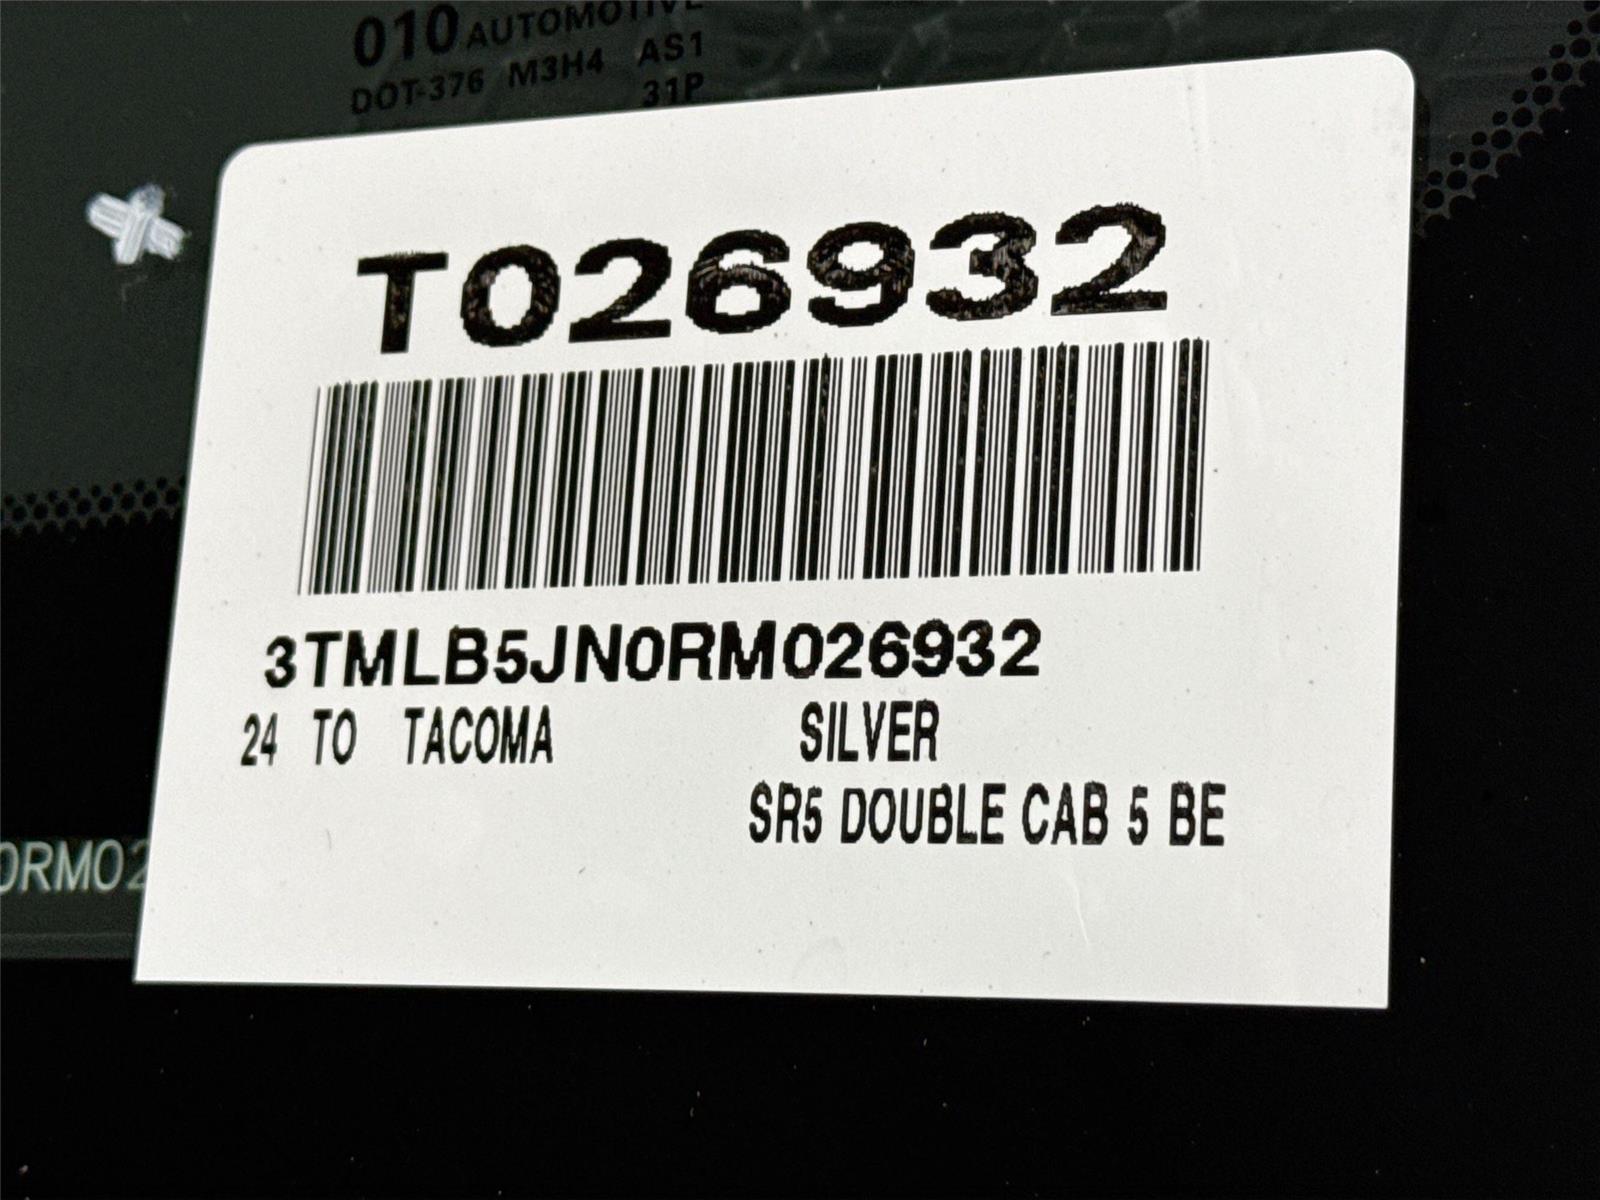 010 AUTOMOTIVE
DOT-376 M3H4 AS1
31P
T026932
3TMLB5JN0RM026932
24 TO TACOMA SILVER
SR5 DOUBLE CAB 5 BE
0RM02